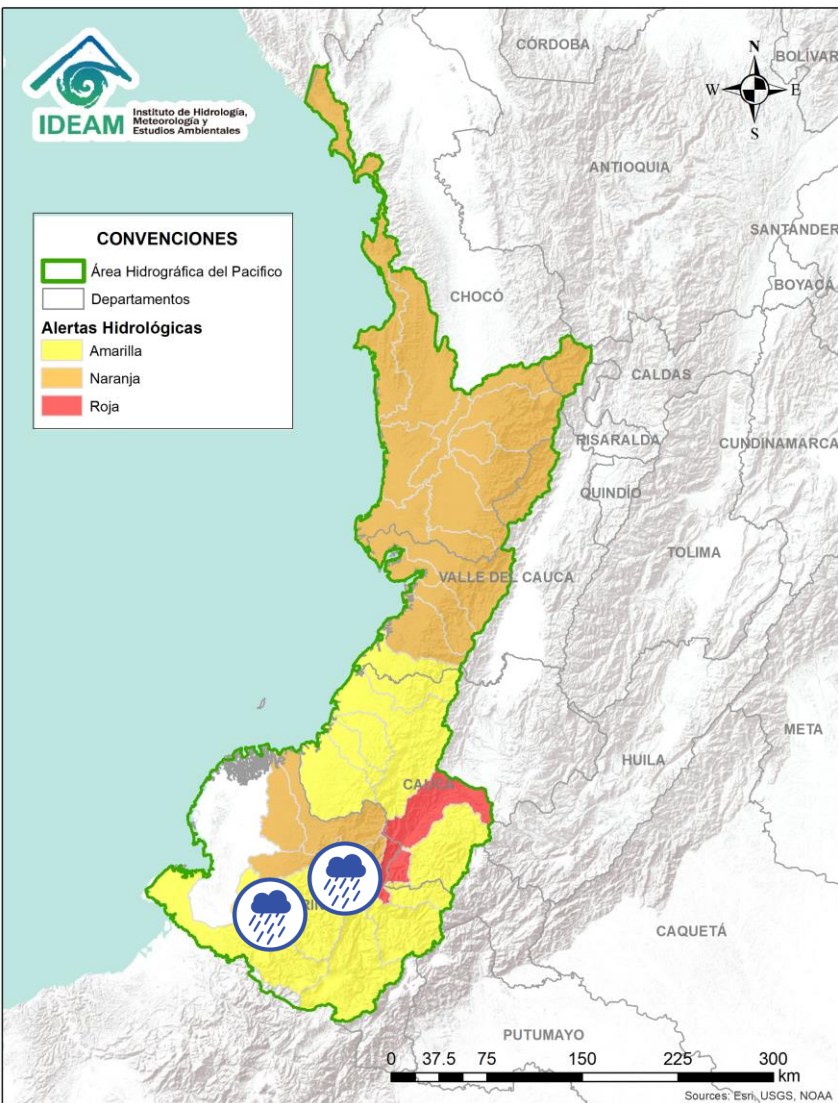 IDEAM
Instituto de Hidrología,
Meteorología y
Estudios Ambientales
N
W
E
S
CÓRDOBA
BOLÍVAR
ANTIOQUIA
SANTANDER
BOYACÁ
CHOCÓ
CALDAS
RISARALDA
CUNDINAMARCA
QUINDÍO
TOLIMA
VALLE DEL CAUCA
META
HUILA
CAUCA
CAQUETÁ
PUTUMAYO
CONVENCIONES
Área Hidrográfica del Pacifico
Departamentos
Alertas Hidrológicas
Amarilla
Naranja
Roja
0 37.5 75 150 225 300
km
Sources: Esri, USGS, NOAA